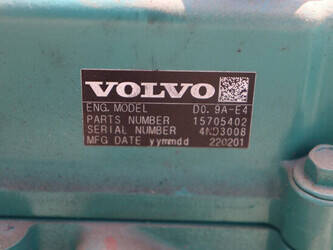 VOLVO
ENG. MODEL D0.9A-E4
PARTS NUMBER 15705402
SERIAL NUMBER 4ND3008
MFG DATE yymmdd 220201